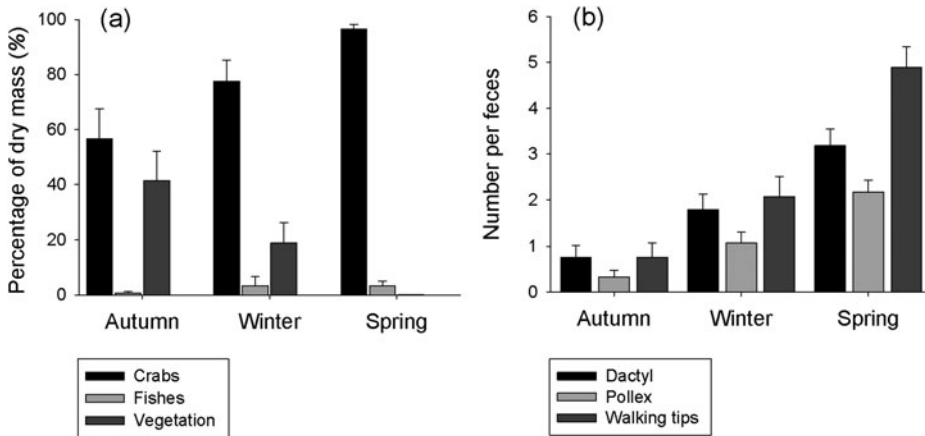 (a)
Percentage of dry mass (%)
100
80
60
40
20
0
Autumn Winter Spring
Crabs
Fishes
Vegetation
(b)
Number per feces
6
5
4
3
2
1
0
Autumn Winter Spring
Dactyl
Pollex
Walking tips